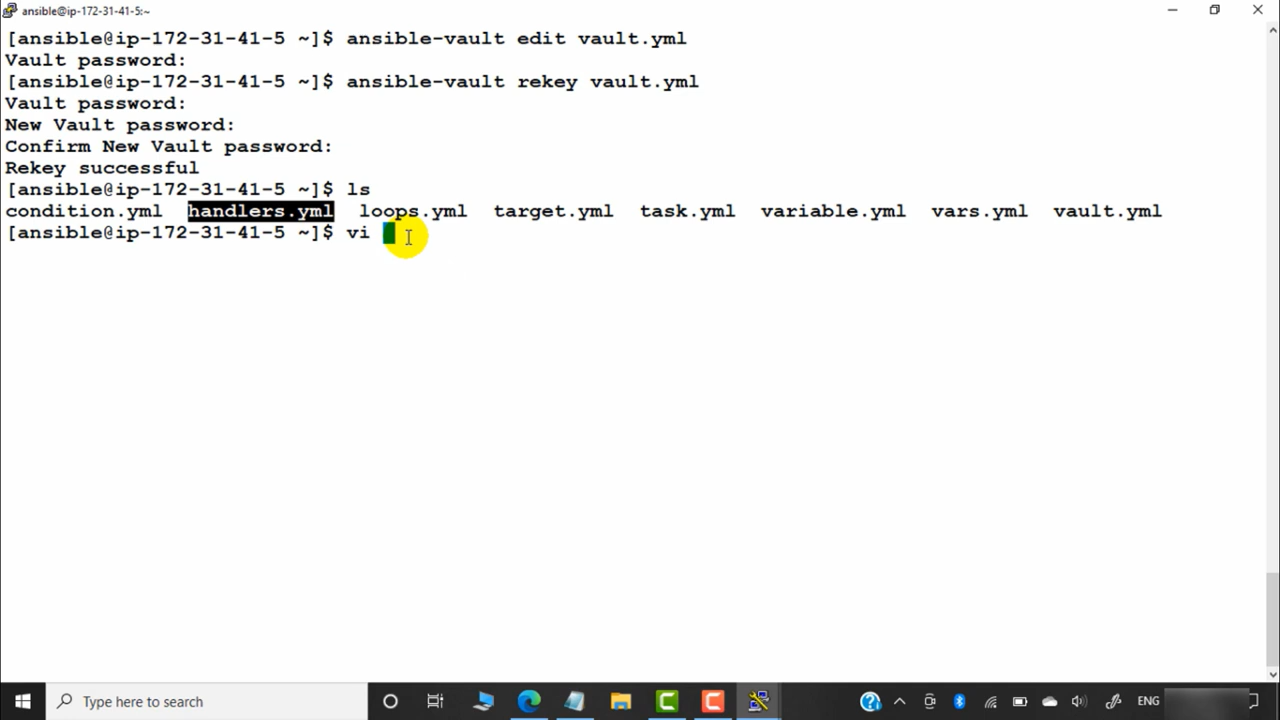 ansible@ip-172-31-41-5:~
[ansible@ip-172-31-41-5 ~]$ ansible-vault edit vault.yml
Vault password:
[ansible@ip-172-31-41-5 ~]$ ansible-vault rekey vault.yml
Vault password:
New Vault password:
Confirm New Vault password:
Rekey successful
[ansible@ip-172-31-41-5 ~]$ ls
condition.yml handlers.yml loops.yml target.yml task.yml variable.yml vars.yml vault.yml
[ansible@ip-172-31-41-5 ~]$ vi
Type here to search
ENG